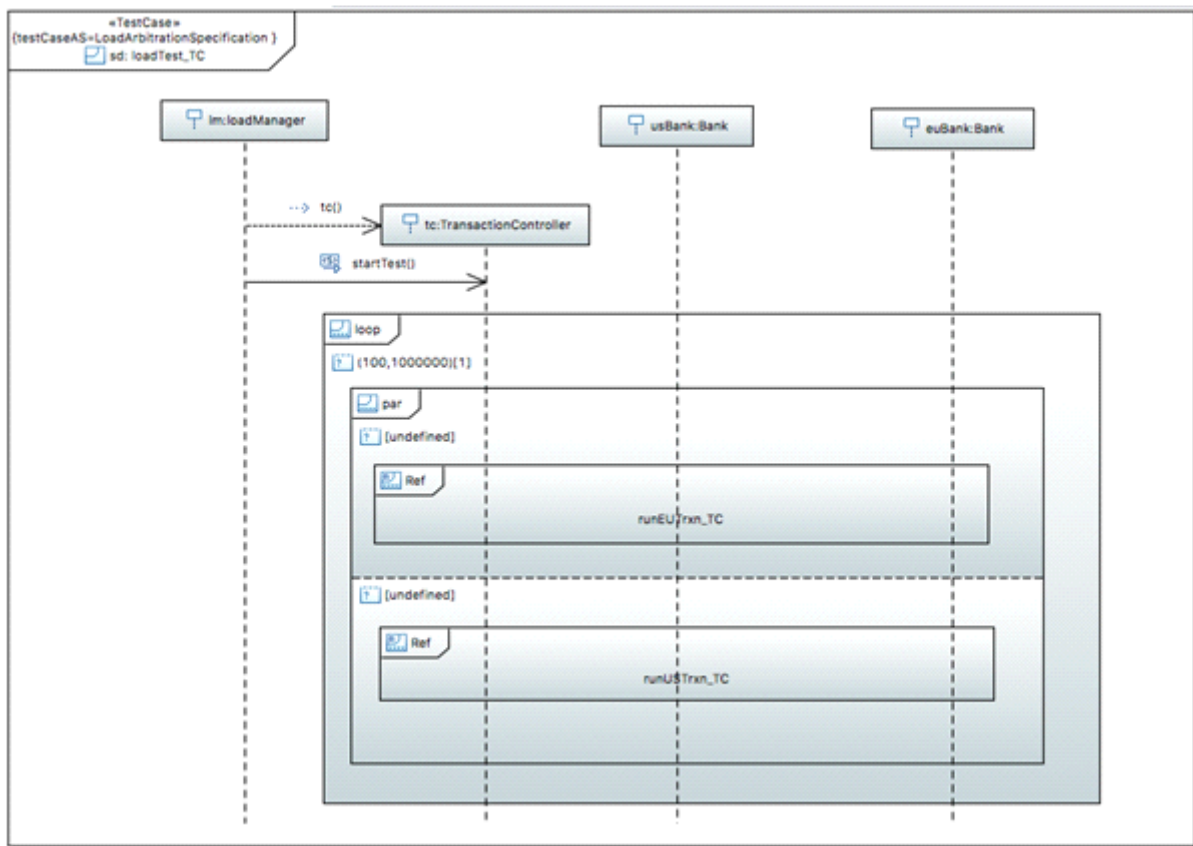 «TestCase»
{testCaseAS=LoadArbitrationSpecification }
sd: loadTest_TC
lm:loadManager
usBank:Bank
euBank:Bank
tc()
tc:TransactionController
startTest()
loop
(100,1000000)[1]
par
[undefined]
Ref
runEUTrxn_TC
[undefined]
Ref
runUSTrxn_TC